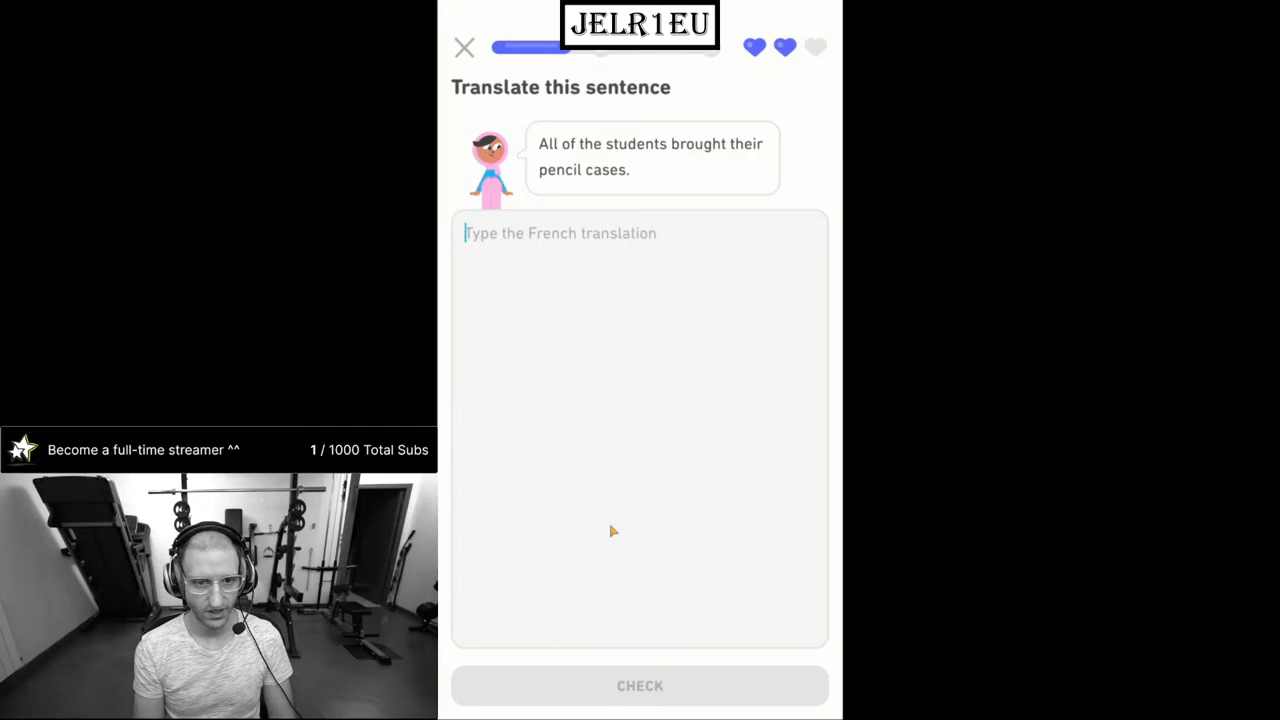 JELR1EU
Translate this sentence
All of the students brought their
pencil cases.
Type the French translation
Become a full-time streamer ^^ 1 / 1000 Total Subs
CHECK